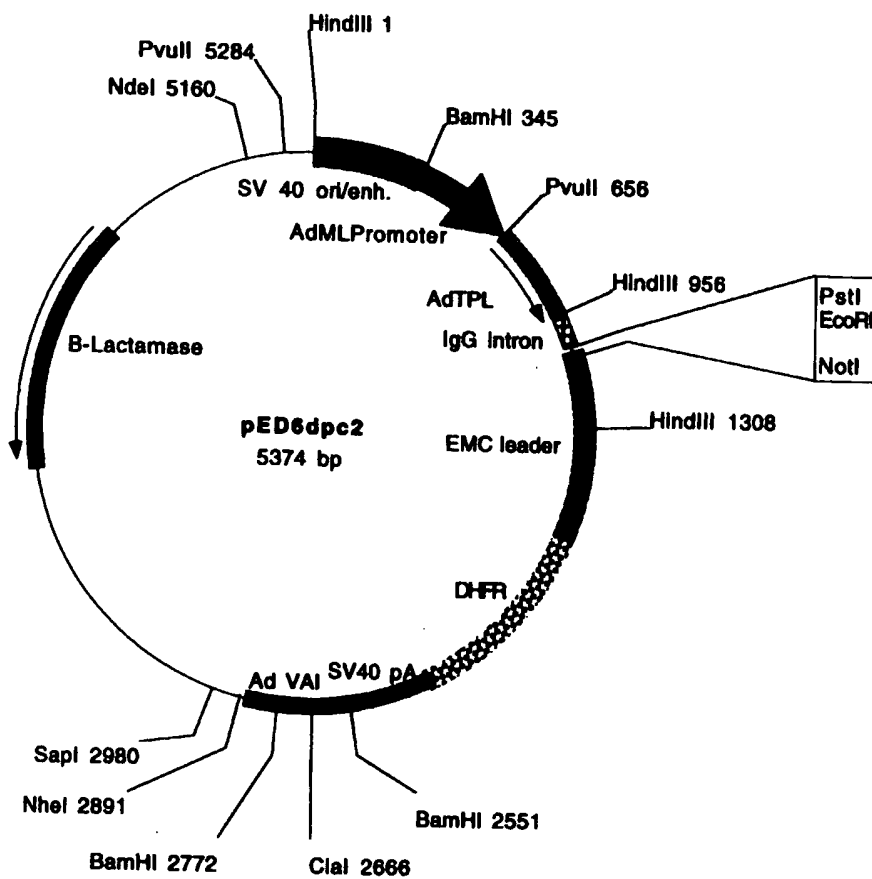 HindIII 1
PvuII 5284
NdeI 5160
BamHI 345
SV 40 ori/enh.
PvuII 656
AdMLPromoter
HindIII 956
AdTPL
PstI
EcoRI
IgG intron
B-Lactamase
NotI
pED6dpc2
5374 bp
HindIII 1308
EMC leader
DHFR
SV40 pA
Ad VAI
SapI 2980
NheI 2891
BamHI 2551
BamHI 2772
ClaI 2666